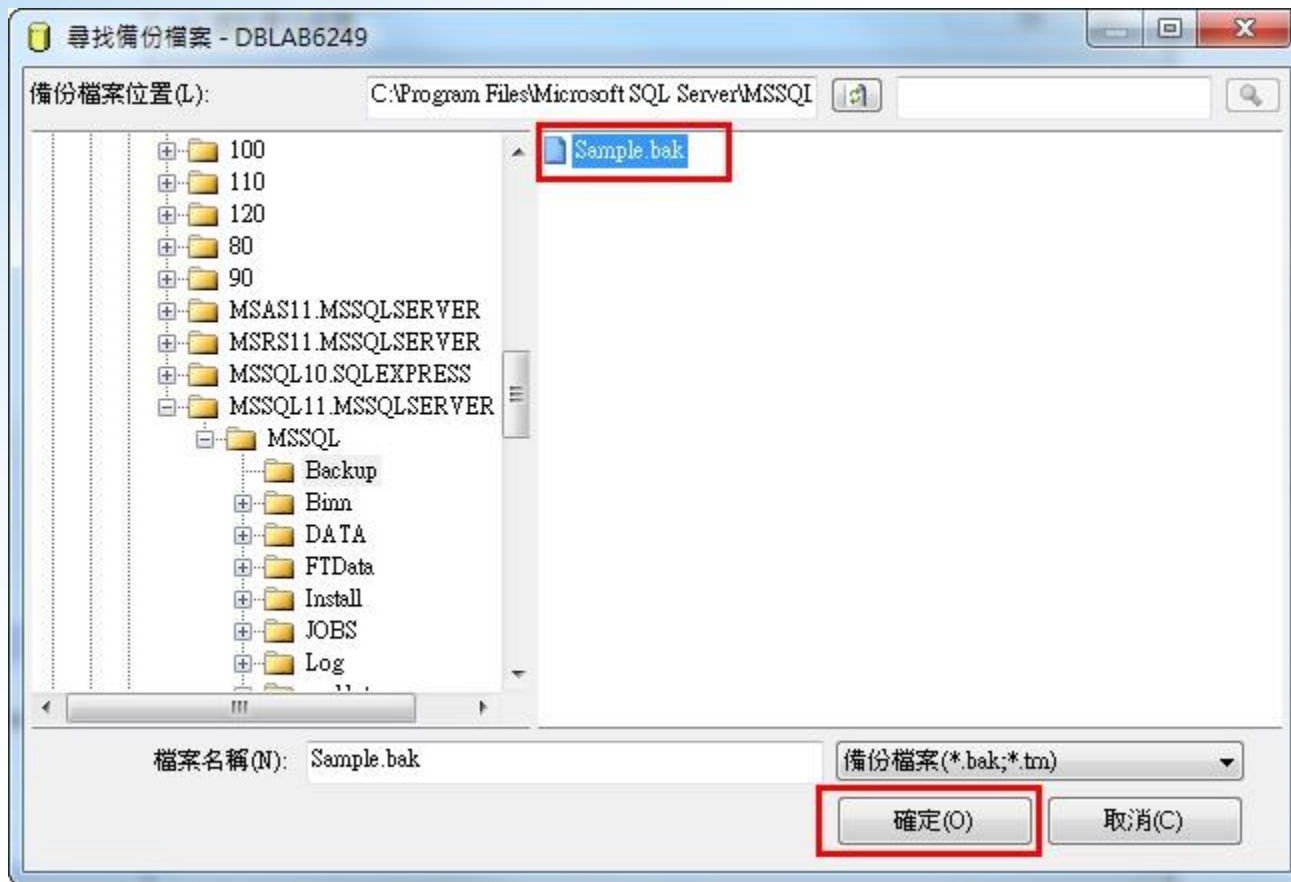 尋找備份檔案 - DBLAB6249
備份檔案位置(L): C:\Program Files\Microsoft SQL Server\MSSQL
100
110
120
80
90
MSAS11.MSSQLSERVER
MSRS11.MSSQLSERVER
MSSQL10.SQLEXPRESS
MSSQL11.MSSQLSERVER
MSSQL
Backup
Binn
DATA
FTData
Install
JOBS
Log
Sample.bak
檔案名稱(N): Sample.bak 備份檔案(*.bak;*.trn)
確定(O) 取消(C)